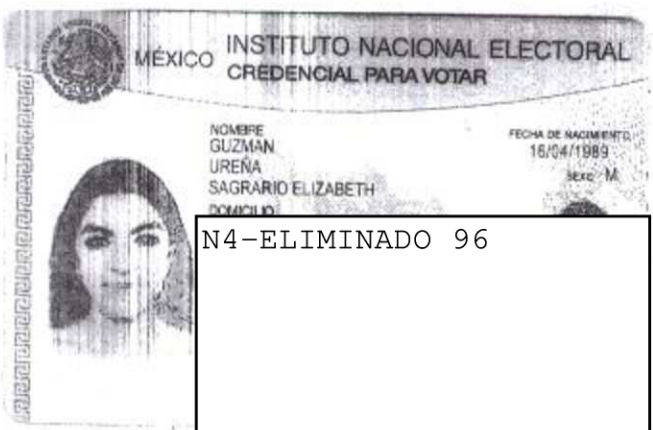 MÉXICO INSTITUTO NACIONAL ELECTORAL
CREDENCIAL PARA VOTAR
NOMBRE
GUZMAN
UREÑA
SAGRARIO ELIZABETH
FECHA DE NACIMIENTO
16/04/1989
SEXO M
DOMICILIO
N4-ELIMINADO 96